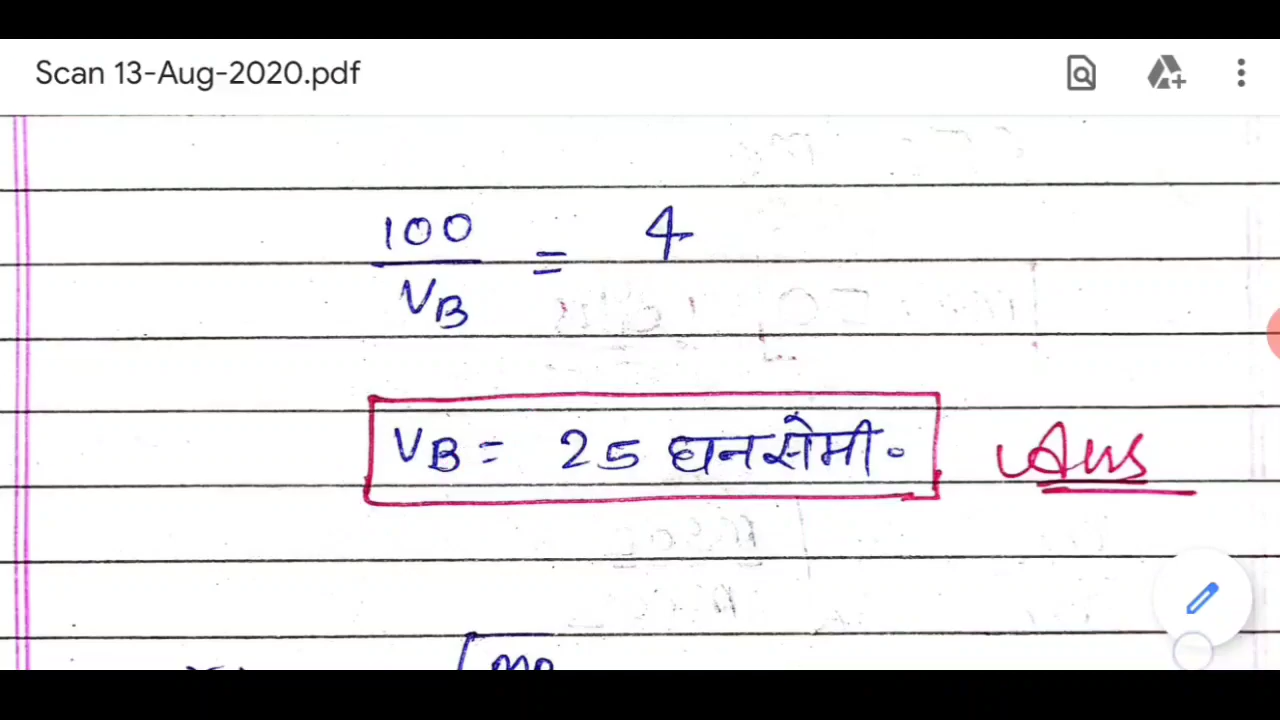 Scan 13-Aug-2020.pdf
100/VB = 4
VB = 25 घनसेमी. Ans